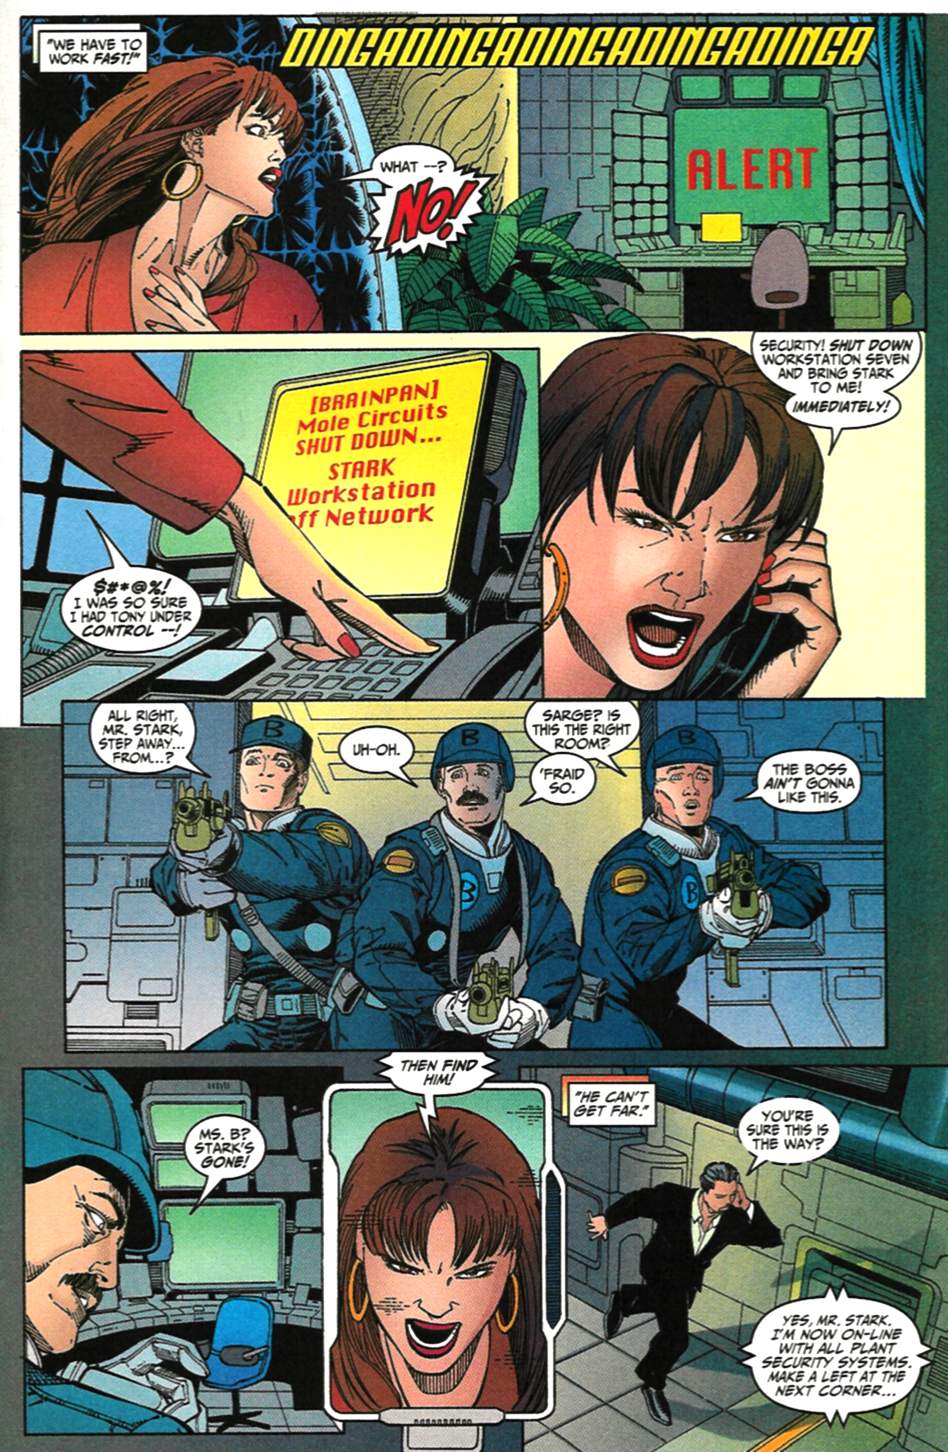 "WE HAVE TO
WORK FAST!"
DINGADINGADINGADINGADINGA
WHAT --?
NO!
ALERT
[BRAINPAN]
Mole Circuits
SHUT DOWN...
STARK
Workstation
off Network
$#*@%!
I WAS SO SURE
I HAD TONY UNDER
CONTROL --!
SECURITY! SHUT DOWN
WORKSTATION SEVEN
AND BRING STARK
TO ME!
IMMEDIATELY!
ALL RIGHT,
MR. STARK,
STEP AWAY...
FROM...?
UH-OH.
SARGE? IS
THIS THE RIGHT
ROOM?
'FRAID
SO.
THE BOSS
AIN'T GONNA
LIKE THIS.
B
B
B
B
B
MS. B?
STARK'S
GONE!
THEN FIND
HIM!
"HE CAN'T
GET FAR."
YOU'RE
SURE THIS IS
THE WAY?
YES, MR. STARK.
I'M NOW ON-LINE
WITH ALL PLANT
SECURITY SYSTEMS.
MAKE A LEFT AT THE
NEXT CORNER...